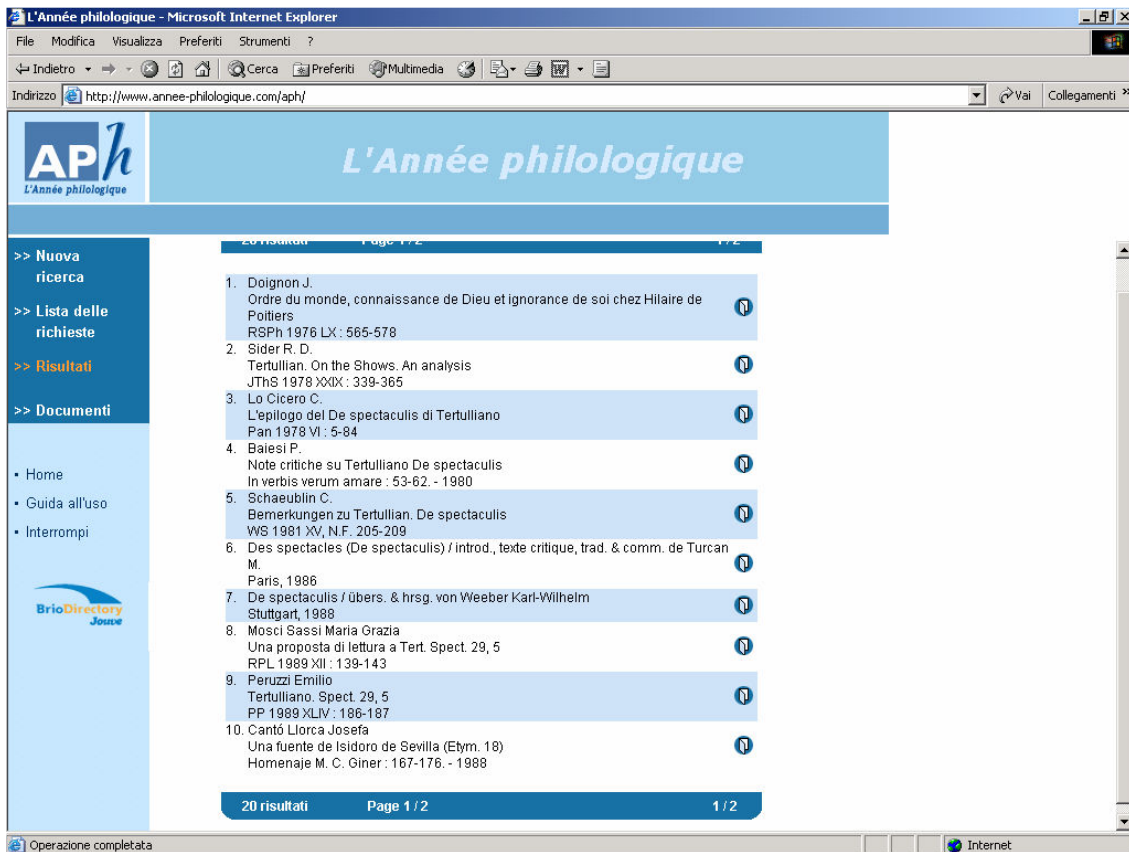 L'Année philologique - Microsoft Internet Explorer
File Modifica Visualizza Preferiti Strumenti ?
Indietro Cerca Preferiti Multimedia
Indirizzo http://www.annee-philologique.com/aph/ Vai Collegamenti »
APh
L'Année philologique
L'Année philologique
>> Nuova
ricerca
>> Lista delle
richieste
>> Risultati
>> Documenti
• Home
• Guida all'uso
• Interrompi
BrioDirectory
Jouve
20 risultati Page 1 / 2 1 / 2
1. Doignon J.
Ordre du monde, connaissance de Dieu et ignorance de soi chez Hilaire de
Poitiers
RSPh 1976 LX : 565-578
2. Sider R. D.
Tertullian. On the Shows. An analysis
JThS 1978 XXIX : 339-365
3. Lo Cicero C.
L'epilogo del De spectaculis di Tertulliano
Pan 1978 VI : 5-84
4. Baiesi P.
Note critiche su Tertulliano De spectaculis
In verbis verum amare : 53-62. - 1980
5. Schaeublin C.
Bemerkungen zu Tertullian. De spectaculis
WS 1981 XV, N.F. 205-209
6. Des spectacles (De spectaculis) / introd., texte critique, trad. & comm. de Turcan
M.
Paris, 1986
7. De spectaculis / übers. & hrsg. von Weeber Karl-Wilhelm
Stuttgart, 1988
8. Mosci Sassi Maria Grazia
Una proposta di lettura a Tert. Spect. 29, 5
RPL 1989 XII : 139-143
9. Peruzzi Emilio
Tertulliano. Spect. 29, 5
PP 1989 XLIV : 186-187
10. Cantó Llorca Josefa
Una fuente de Isidoro de Sevilla (Etym. 18)
Homenaje M. C. Giner : 167-176. - 1988
20 risultati Page 1 / 2 1 / 2
Operazione completata Internet